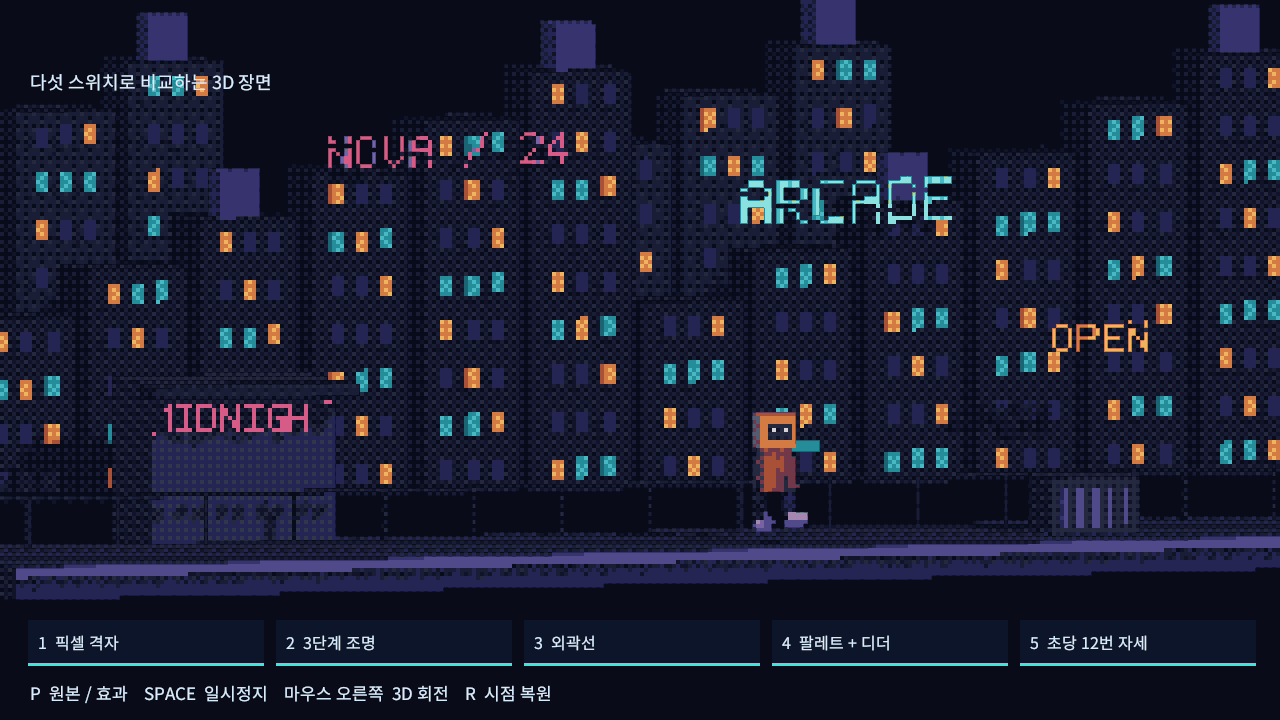 다섯 스위치로 비교하는 3D 장면
NOVA / 24
ARCADE
OPEN
1 픽셀 격자
2 3단계 조명
3 외곽선
4 팔레트 + 디더
5 초당 12번 자세
P 원본 / 효과 SPACE 일시정지 마우스 오른쪽 3D 회전 R 시점 복원